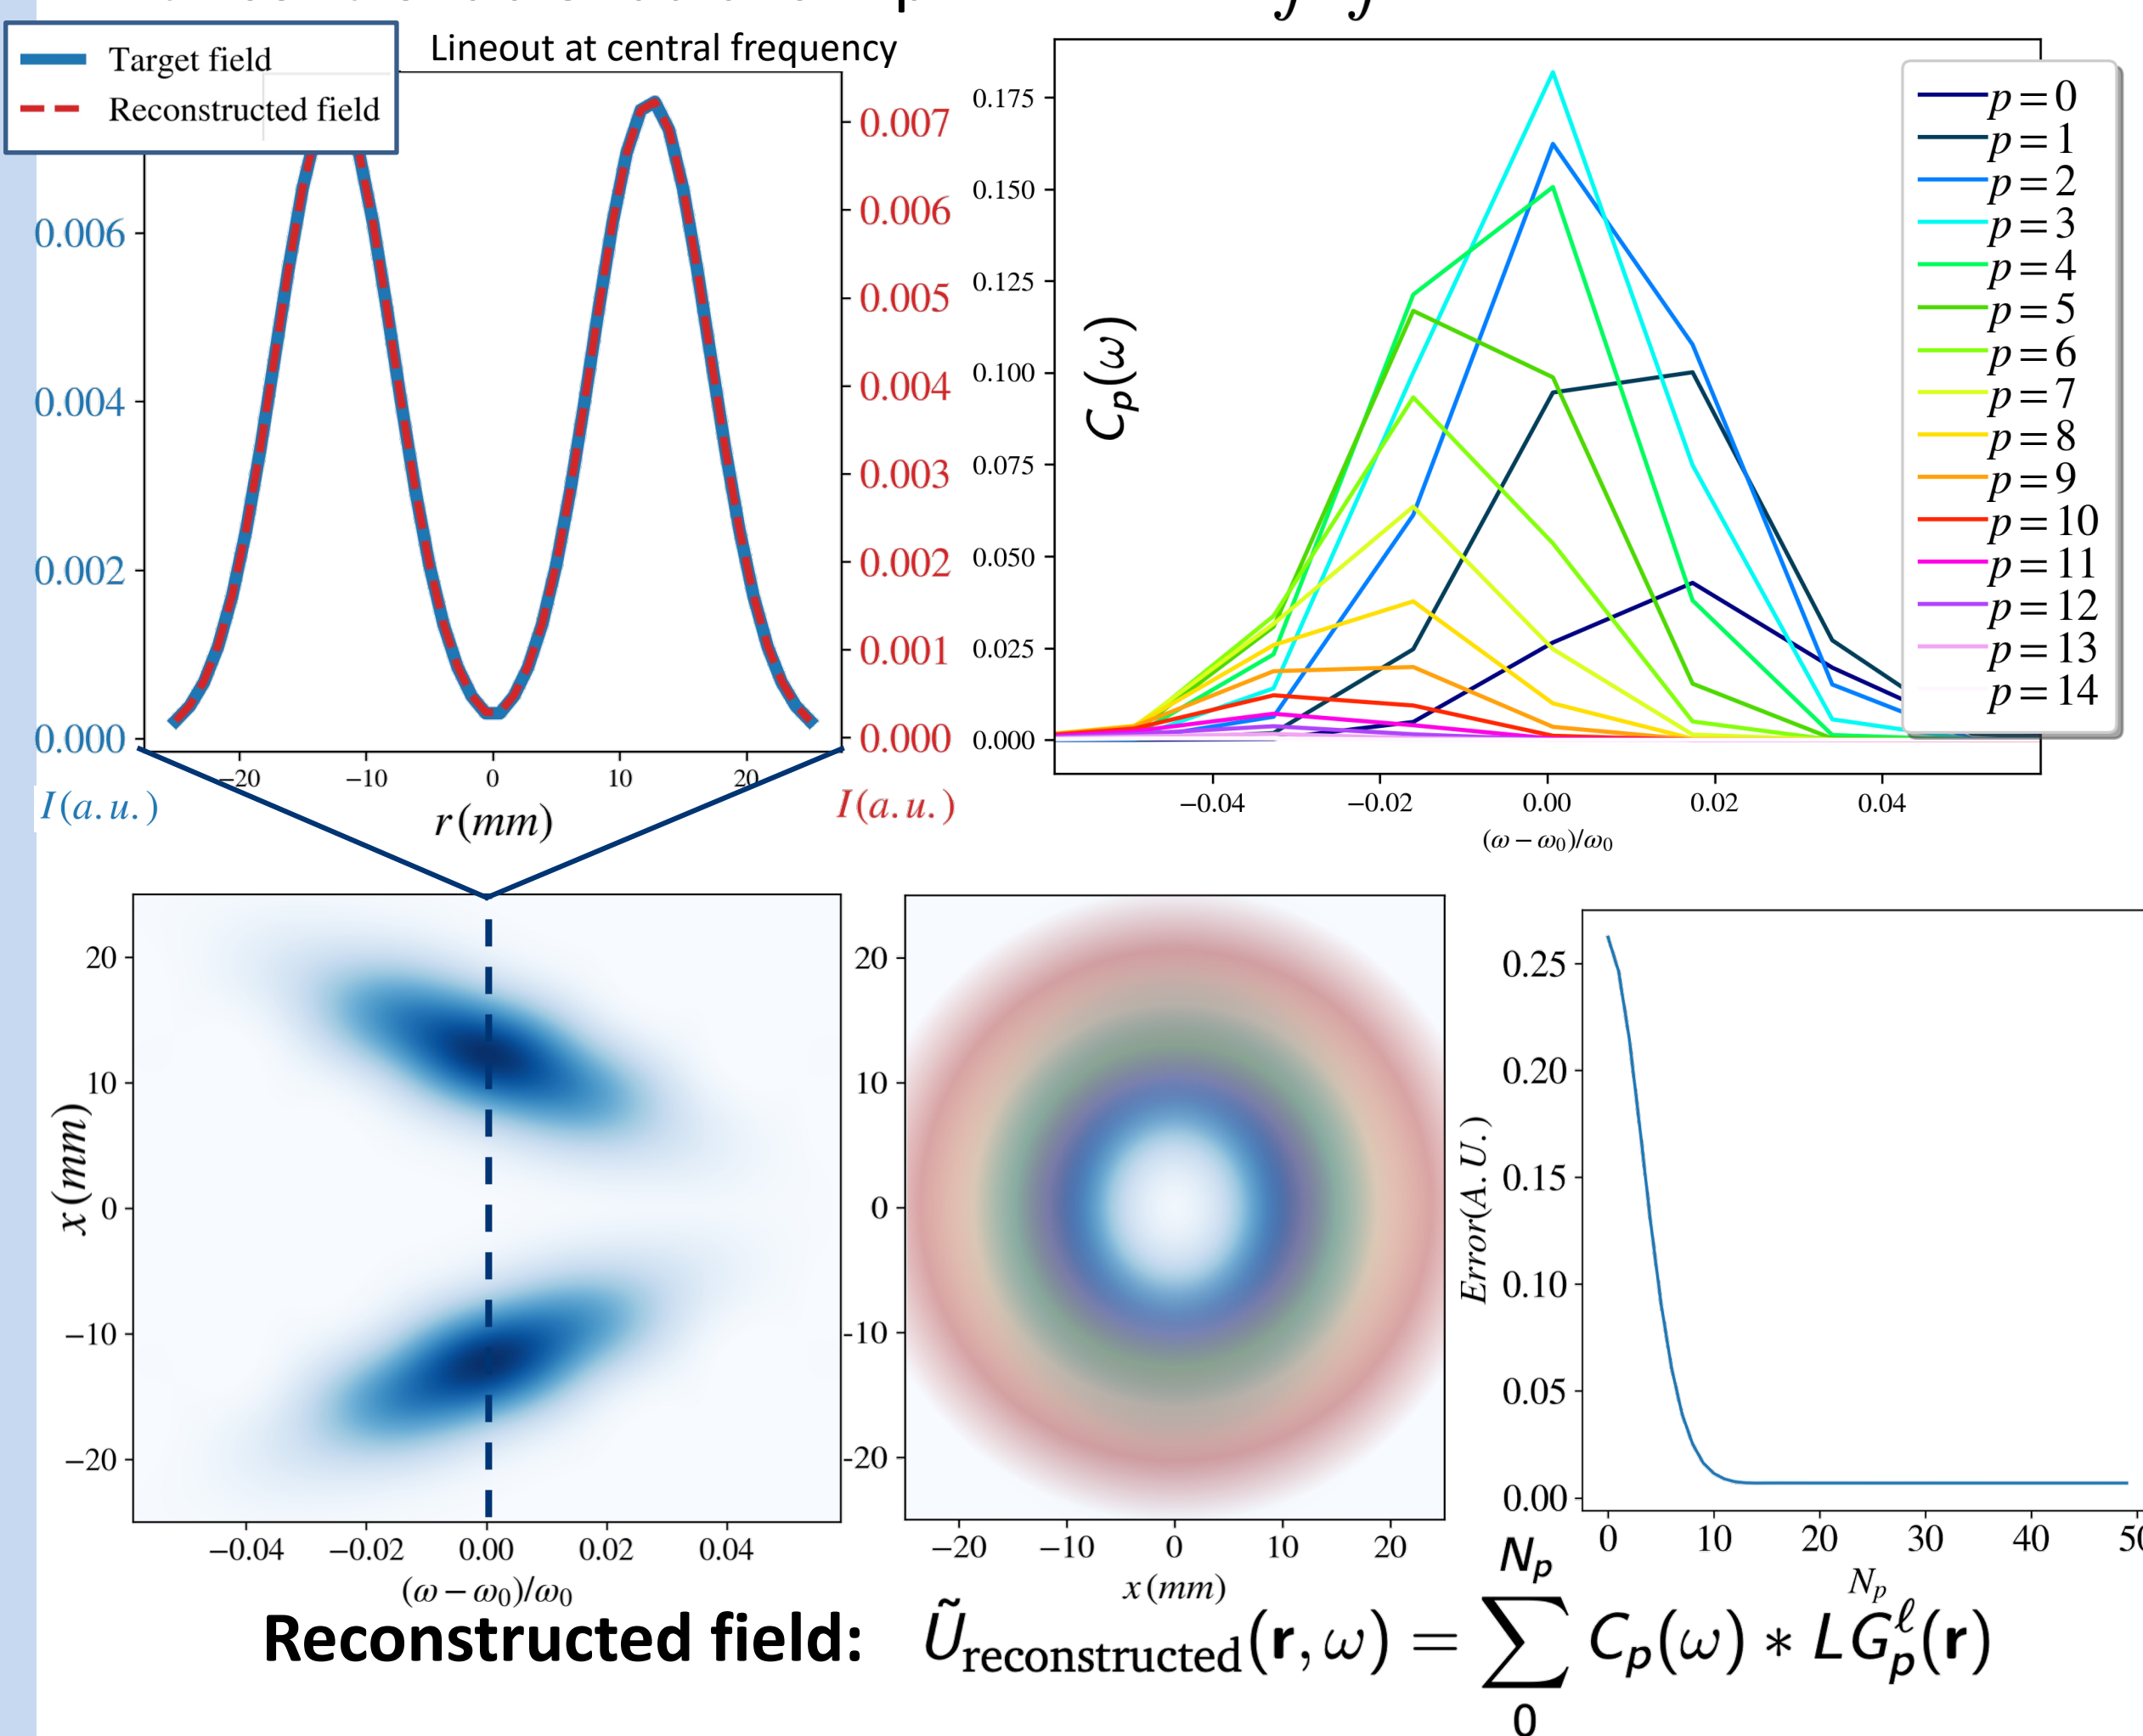 Target field
Reconstructed field
Lineout at central frequency
0.006
0.004
0.002
0.000
0.007
0.006
0.005
0.004
0.003
0.002
0.001
0.000
−20 −10 0 10 20
I(a.u.)
r(mm)
I(a.u.)
C_p(ω)
0.175
0.150
0.125
0.100
0.075
0.050
0.025
0.000
−0.04 −0.02 0.00 0.02 0.04
(ω − ω₀)/ω₀
p = 0
p = 1
p = 2
p = 3
p = 4
p = 5
p = 6
p = 7
p = 8
p = 9
p = 10
p = 11
p = 12
p = 13
p = 14
x(mm)
20
10
0
−10
−20
−0.04 −0.02 0.00 0.02 0.04
(ω − ω₀)/ω₀
20
10
0
-10
-20
−20 −10 0 10 20
x(mm)
Error(A.U.)
0.25
0.20
0.15
0.10
0.05
0.00
0 10 20 30 40
N_p
Reconstructed field: Ũ_reconstructed(r, ω) = ∑_0^{N_p} C_p(ω) ∗ LG_p^ℓ(r)